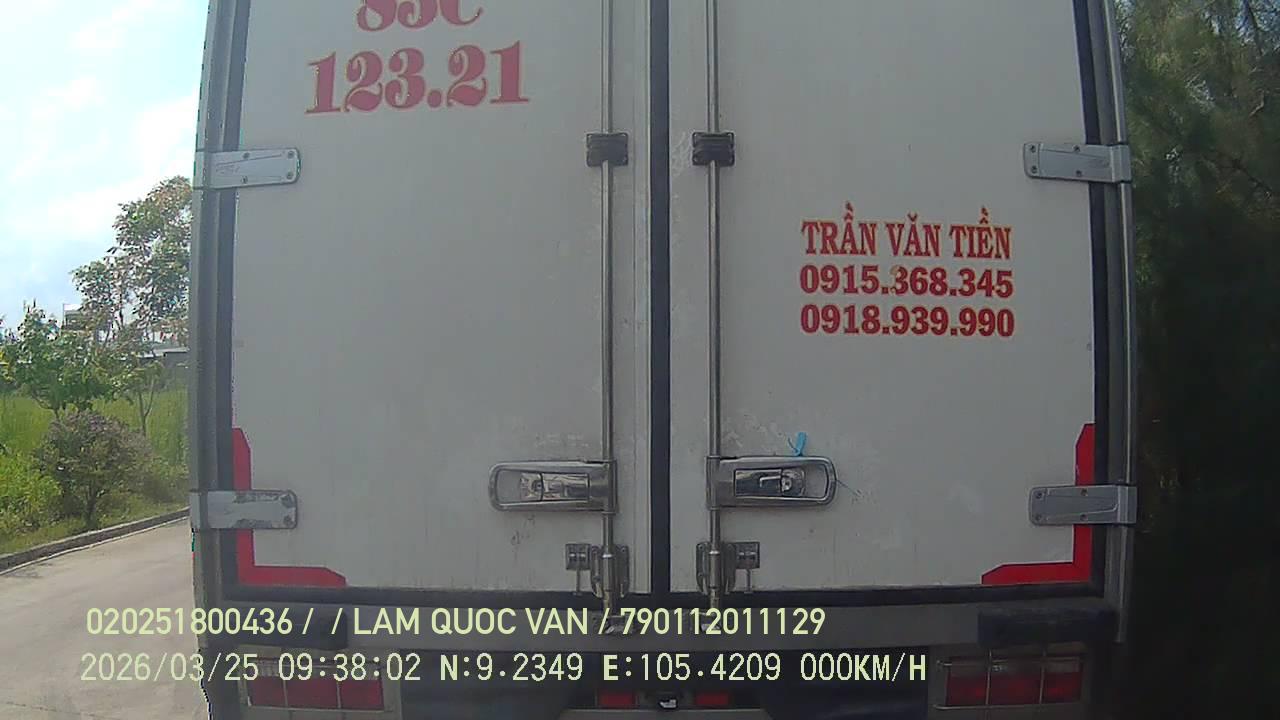 83C
123.21
TRẦN VĂN TIỀN
0915.368.345
0918.939.990
020251800436 / / LAM QUOC VAN / 790112011129
2026/03/25 09:38:02 N:9.2349 E:105.4209 000KM/H